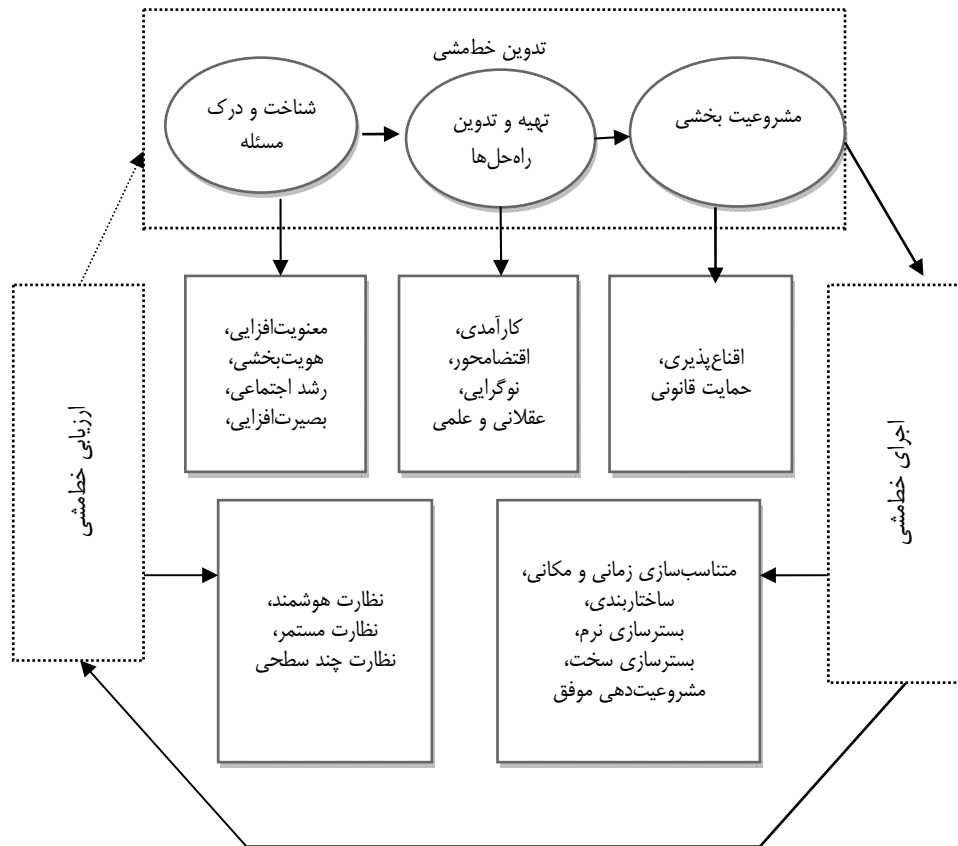 تدوین خط‌مشی
شناخت و درک
مسئله
تهیه و تدوین
راه‌حل‌ها
مشروعیت بخشی
معنویت‌افزایی،
هویت‌بخشی،
رشد اجتماعی،
بصیرت‌افزایی،
کارآمدی،
اقتضامحور،
نوگرایی،
عقلانی و علمی
اقناع‌پذیری،
حمایت قانونی
اجرای خط‌مشی
متناسب‌سازی زمانی و مکانی،
ساختاربندی،
بسترسازی نرم،
بسترسازی سخت،
مشروعیت‌دهی موفق
ارزیابی خط‌مشی
نظارت هوشمند،
نظارت مستمر،
نظارت چند سطحی